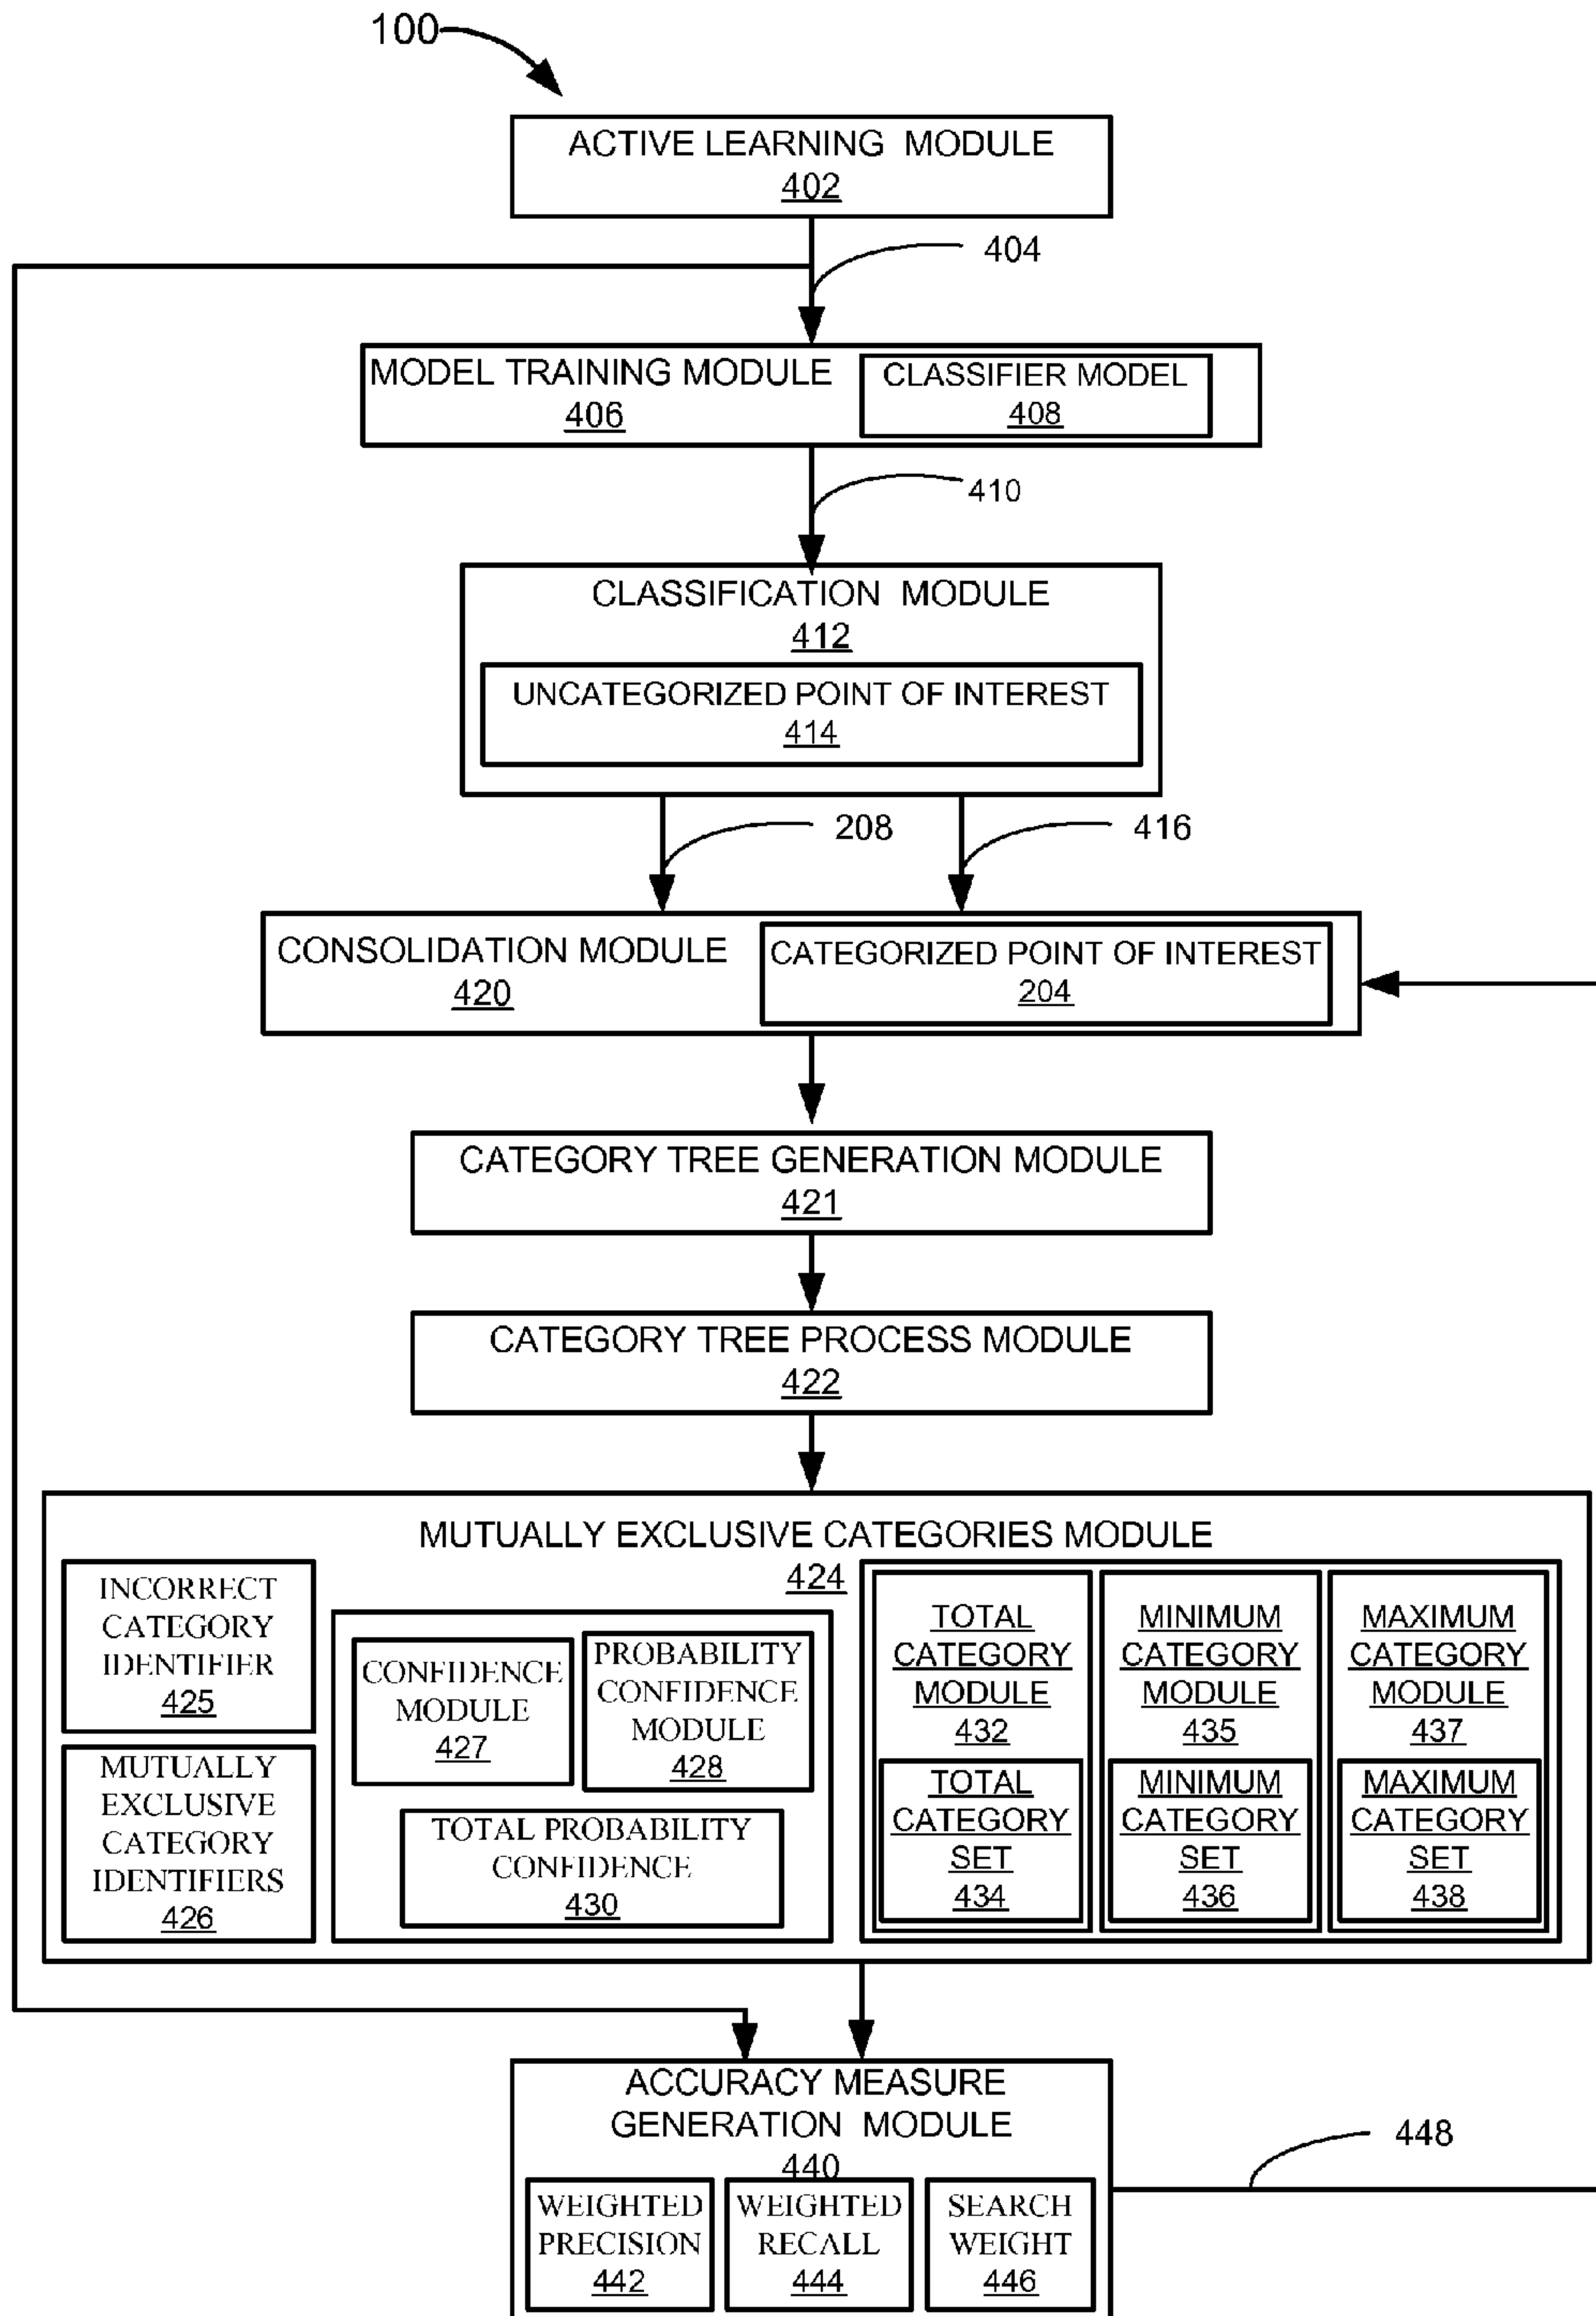 100
ACTIVE LEARNING MODULE
402
404
MODEL TRAINING MODULE
406
CLASSIFIER MODEL
408
410
CLASSIFICATION MODULE
412
UNCATEGORIZED POINT OF INTEREST
414
208
416
CONSOLIDATION MODULE
420
CATEGORIZED POINT OF INTEREST
204
CATEGORY TREE GENERATION MODULE
421
CATEGORY TREE PROCESS MODULE
422
MUTUALLY EXCLUSIVE CATEGORIES MODULE
424
INCORRECT
CATEGORY
IDENTIFIER
425
MUTUALLY
EXCLUSIVE
CATEGORY
IDENTIFIERS
426
CONFIDENCE
MODULE
427
PROBABILITY
CONFIDENCE
MODULE
428
TOTAL PROBABILITY
CONFIDENCE
430
TOTAL
CATEGORY
MODULE
432
TOTAL
CATEGORY
SET
434
MINIMUM
CATEGORY
MODULE
435
MINIMUM
CATEGORY
SET
436
MAXIMUM
CATEGORY
MODULE
437
MAXIMUM
CATEGORY
SET
438
ACCURACY MEASURE
GENERATION MODULE
440
WEIGHTED
PRECISION
442
WEIGHTED
RECALL
444
SEARCH
WEIGHT
446
448